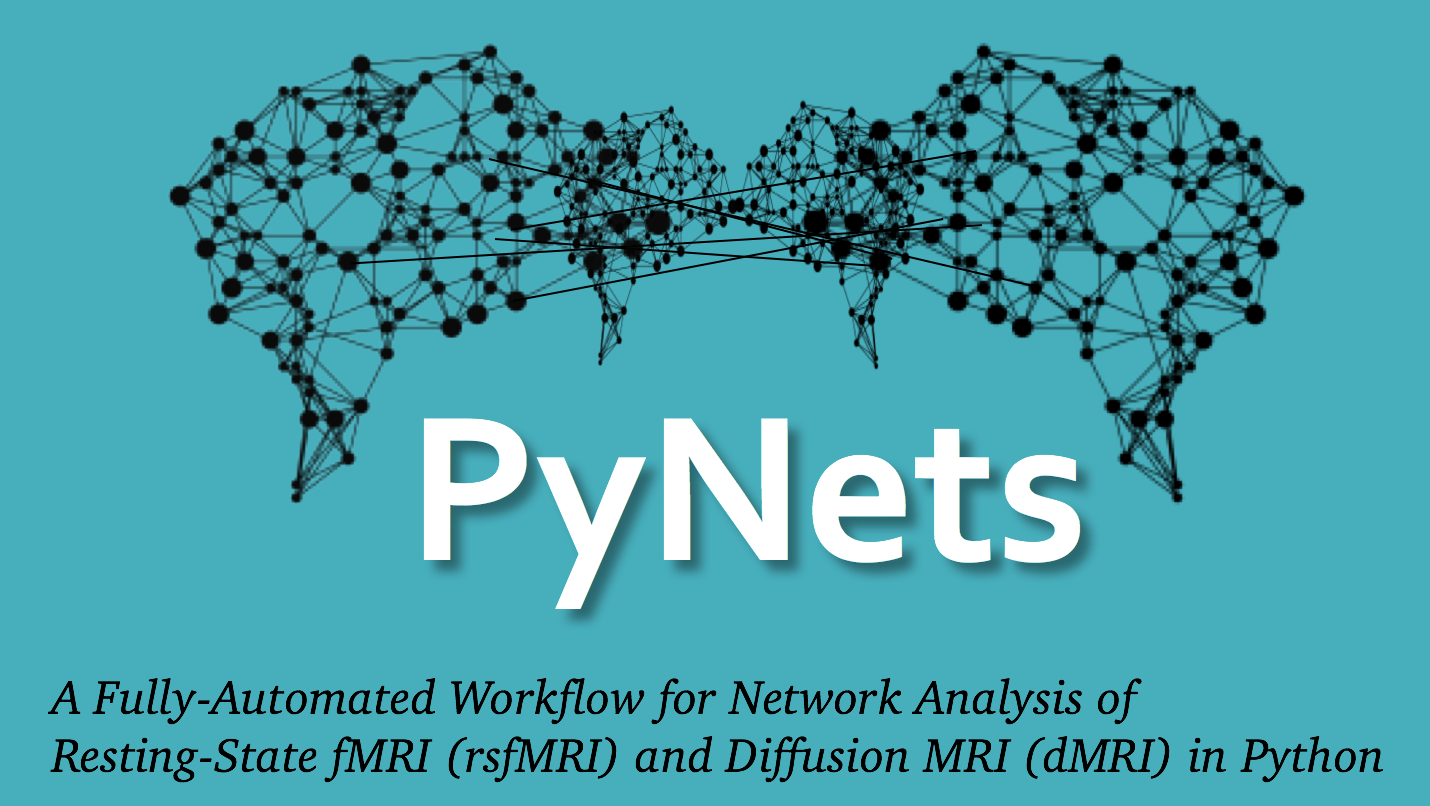 PyNets
A Fully-Automated Workflow for Network Analysis of
Resting-State fMRI (rsfMRI) and Diffusion MRI (dMRI) in Python